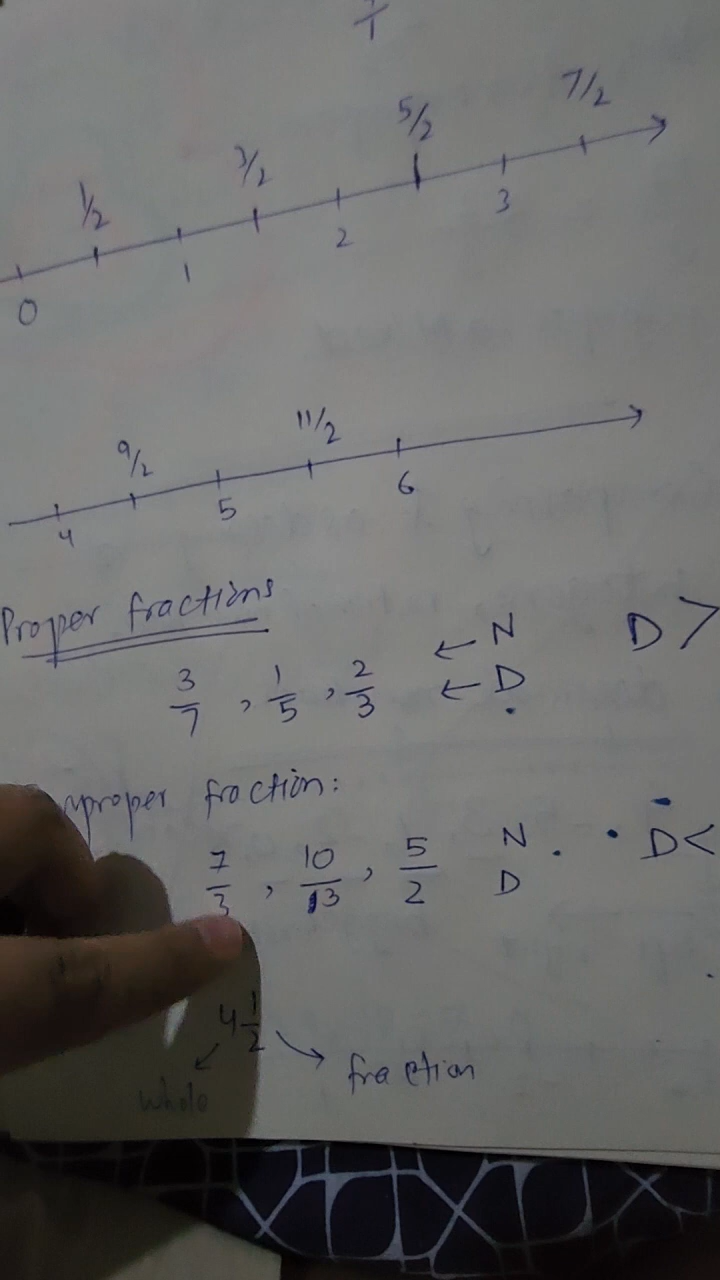 1/2 3/2 5/2 7/2
0 1 2 3
9/2 11/2
4 5 6
Proper fractions
3/7 , 1/5 , 2/3 ← N ← D D >
mproper fraction:
7/3 , 10/13 , 5/2 N D D <
4 1/2
whole fraction